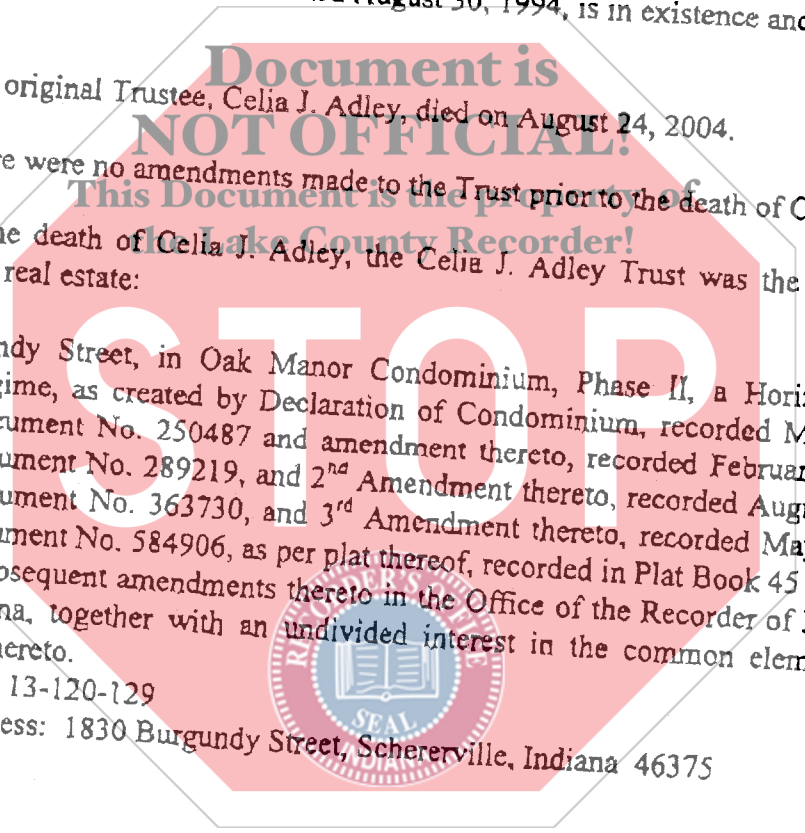 August 30, 1994, is in existence and
Document is
original Trustee, Celia J. Adley, died on August 24, 2004.
NOT OFFICIAL!
re were no amendments made to the Trust prior to the death of C
This Document is the property of
the Lake County Recorder!
he death of Celia J. Adley, the Celia J. Adley Trust was the
real estate:
STOP
ndy Street, in Oak Manor Condominium, Phase II, a Hori
gime, as created by Declaration of Condominium, recorded M
cument No. 250487 and amendment thereto, recorded Februar
ument No. 289219, and 2nd Amendment thereto, recorded Augu
ument No. 363730, and 3rd Amendment thereto, recorded May
ment No. 584906, as per plat thereof, recorded in Plat Book 45
bsequent amendments thereto in the Office of the Recorder of
na, together with an undivided interest in the common elem
hereto.
13-120-129
ess: 1830 Burgundy Street, Schererville, Indiana 46375
RECORDER'S OFFICE
SEAL
INDIANA